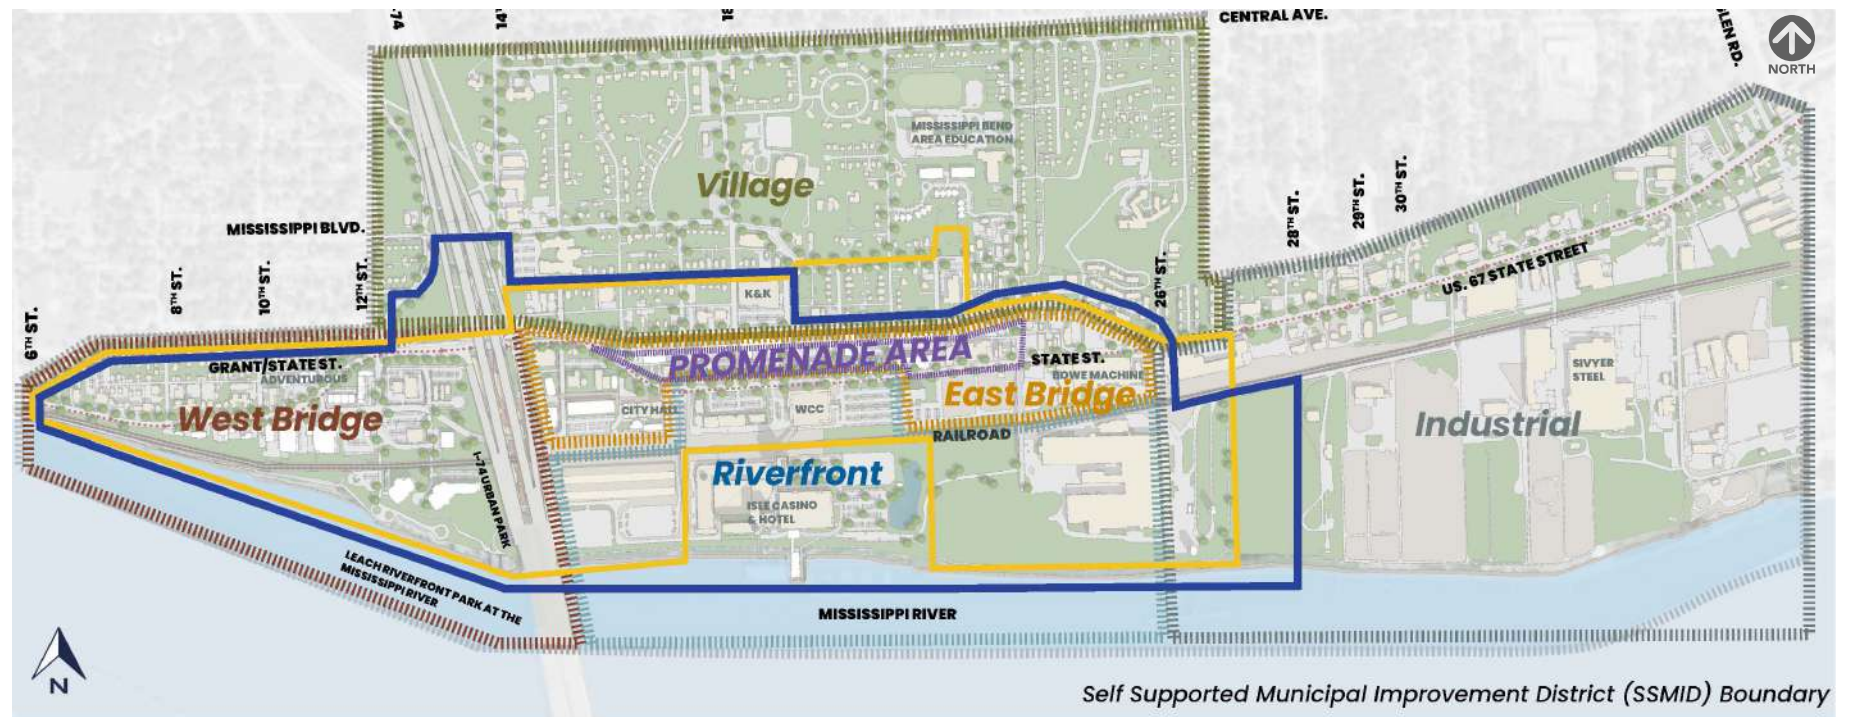 CENTRAL AVE.
NORTH
MISSISSIPPI BEND
AREA EDUCATION
Village
MISSISSIPPI BLVD.
6TH ST.
8TH ST.
10TH ST.
12TH ST.
26TH ST.
28TH ST.
29TH ST.
30TH ST.
U.S. 67 STATE STREET
K&K
GRANT/STATE ST.
ADVENTUROUS
PROMENADE AREA
STATE ST.
BOWE MACHINE
SIVYER
STEEL
West Bridge
CITY HALL
WCC
East Bridge
Industrial
RAILROAD
I-74 URBAN PARK
Riverfront
ISLE CASINO
& HOTEL
LEACH RIVERFRONT PARK AT THE
MISSISSIPPI RIVER
MISSISSIPPI RIVER
N
Self Supported Municipal Improvement District (SSMID) Boundary